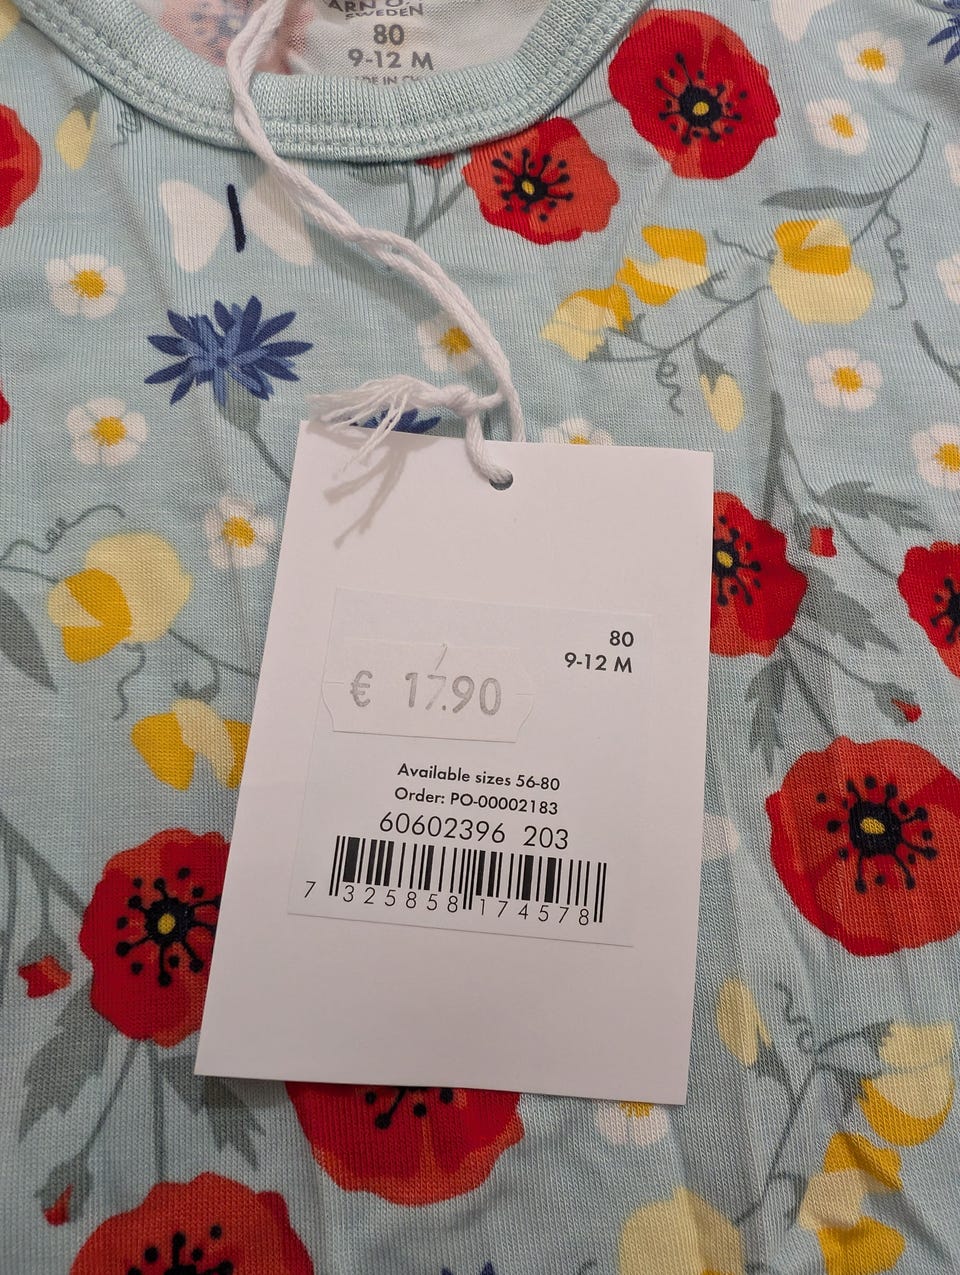 SWEDEN
80
9-12 M
80
9-12 M
€ 17.90
Available sizes 56-80
Order: PO-00002183
60602396 203
7 325858 174578